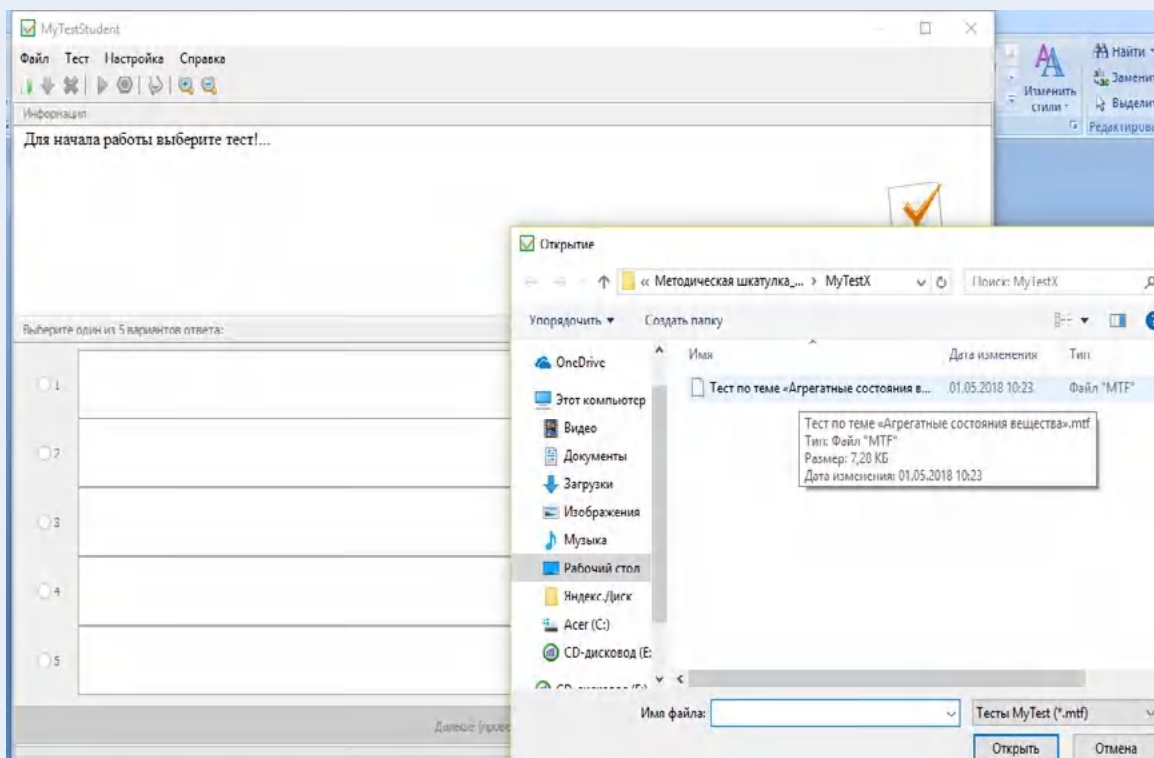 MyTestStudent
Файл Тест Настройка Справка
Информация
Для начала работы выберите тест!...
Выберите один из 5 вариантов ответа:
1
2
3
4
5
Дальше
Найти
Заменит
Изменить стили
Выделит
Редактирова
Открытие
« Методическая шкатулка_... > MyTestX
Поиск: MyTestX
Упорядочить Создать папку
Имя Дата изменения Тип
OneDrive
Этот компьютер
Видео
Документы
Загрузки
Изображения
Музыка
Рабочий стол
Яндекс.Диск
Acer (C:)
CD-дисковод (E:
Тест по теме «Агрегатные состояния в... 01.05.2018 10:23 Файл "MTF"
Тест по теме «Агрегатные состояния вещества».mtf
Тип: Файл "MTF"
Размер: 7,20 КБ
Дата изменения: 01.05.2018 10:23
Имя файла:
Тесты MyTest (*.mtf)
Открыть Отмена